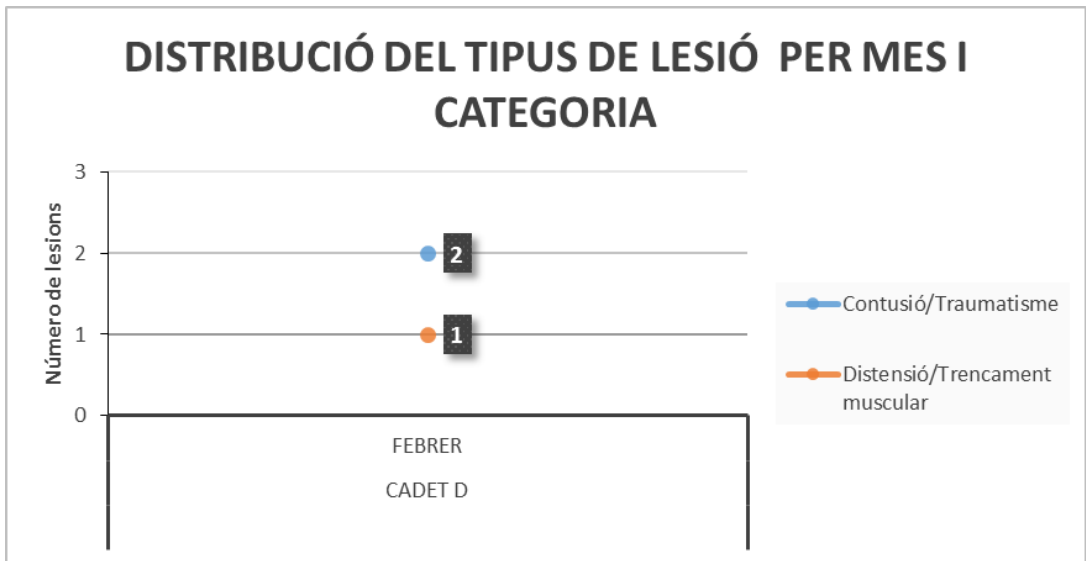 DISTRIBUCIÓ DEL TIPUS DE LESIÓ PER MES I
CATEGORIA
Número de lesions
3
2
1
0
2
1
FEBRER
CADET D
Contusió/Traumatisme
Distensió/Trencament
muscular